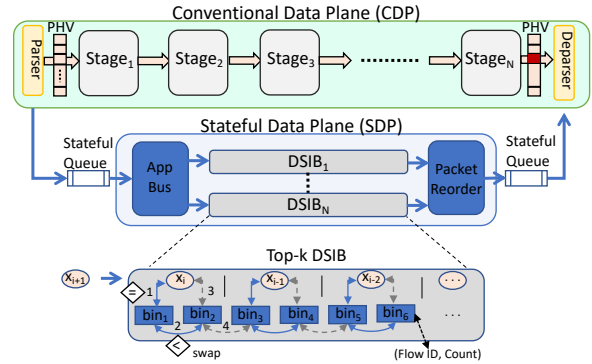 Conventional Data Plane (CDP)
Parser
PHV
Stage1
Stage2
Stage3
StageN
PHV
Deparser
Stateful Data Plane (SDP)
Stateful
Queue
App
Bus
DSIB1
DSIBN
Packet
Reorder
Stateful
Queue
Top-k DSIB
Xi+1
Xi
Xi-1
Xi-2
...
= 1
3
bin1
bin2
bin3
bin4
bin5
bin6
...
2
4
< swap
(Flow ID, Count)